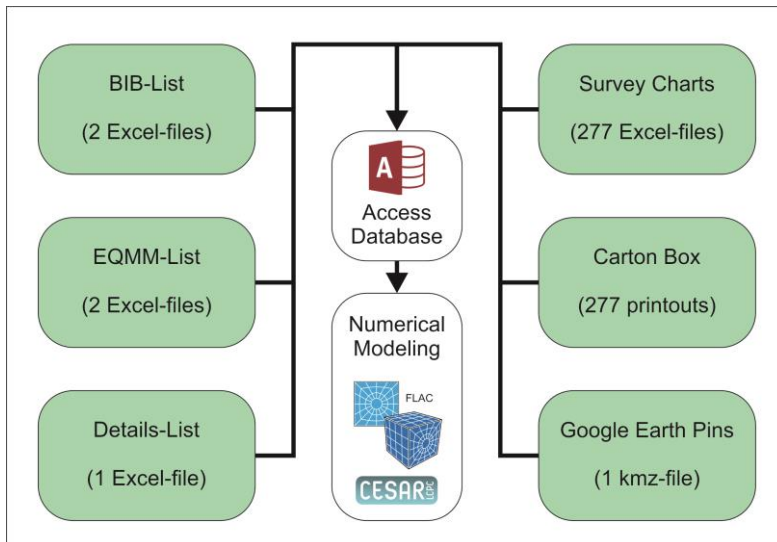 BIB-List
(2 Excel-files)
EQMM-List
(2 Excel-files)
Details-List
(1 Excel-file)
A
Access
Database
Numerical
Modeling
FLAC
CESAR
LCPC
Survey Charts
(277 Excel-files)
Carton Box
(277 printouts)
Google Earth Pins
(1 kmz-file)